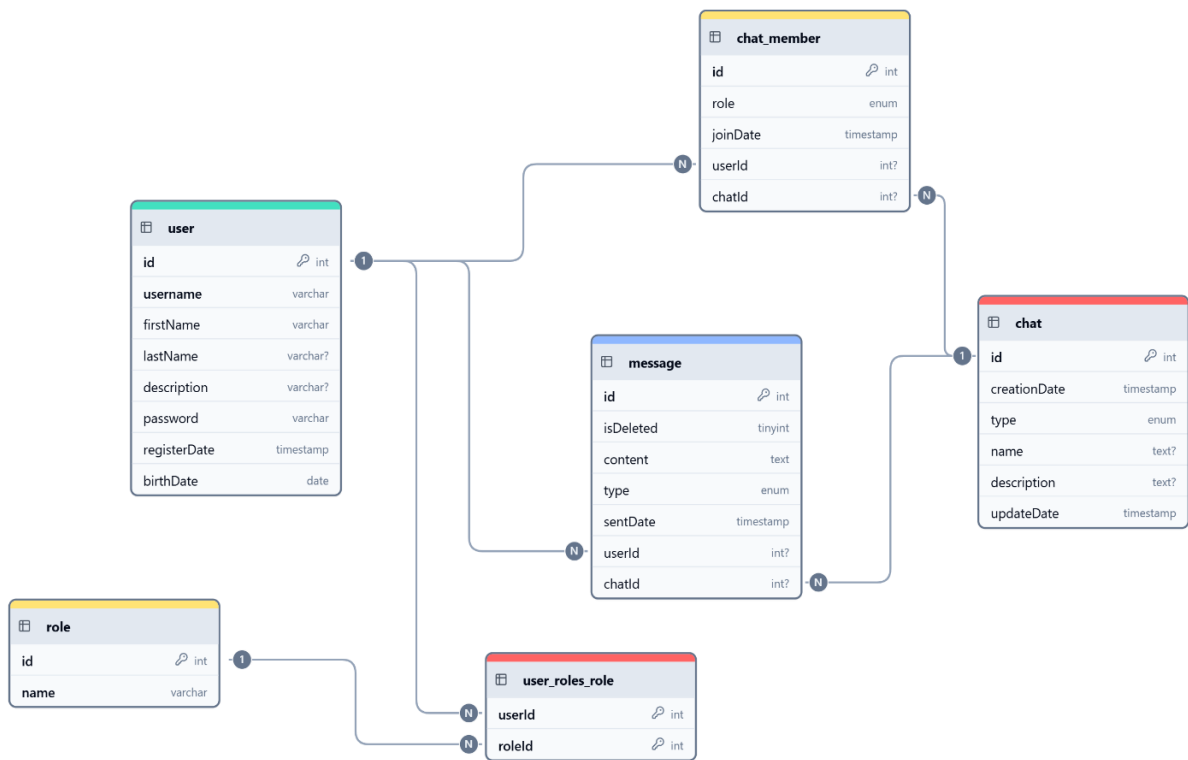 chat_member
id int
role enum
joinDate timestamp
userId int?
chatId int?
N
N
user
id int
username varchar
firstName varchar
lastName varchar?
description varchar?
password varchar
registerDate timestamp
birthDate date
1
chat
id int
creationDate timestamp
type enum
name text?
description text?
updateDate timestamp
1
message
id int
isDeleted tinyint
content text
type enum
sentDate timestamp
userId int?
chatId int?
N
N
role
id int
name varchar
1
user_roles_role
userId int
roleId int
N
N